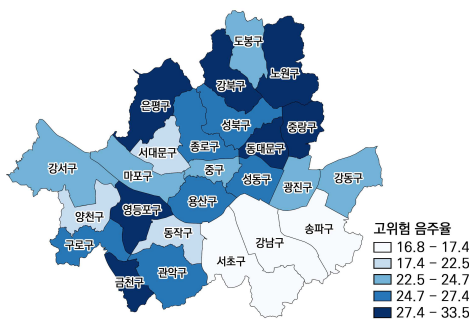 도봉구
노원구
강북구
은평구
성북구
중랑구
종로구
동대문구
서대문구
강서구
마포구
중구
성동구
강동구
광진구
용산구
양천구
영등포구
동작구
송파구
강남구
구로구
서초구
관악구
금천구
고위험 음주율
16.8 – 17.4
17.4 – 22.5
22.5 – 24.7
24.7 – 27.4
27.4 – 33.5